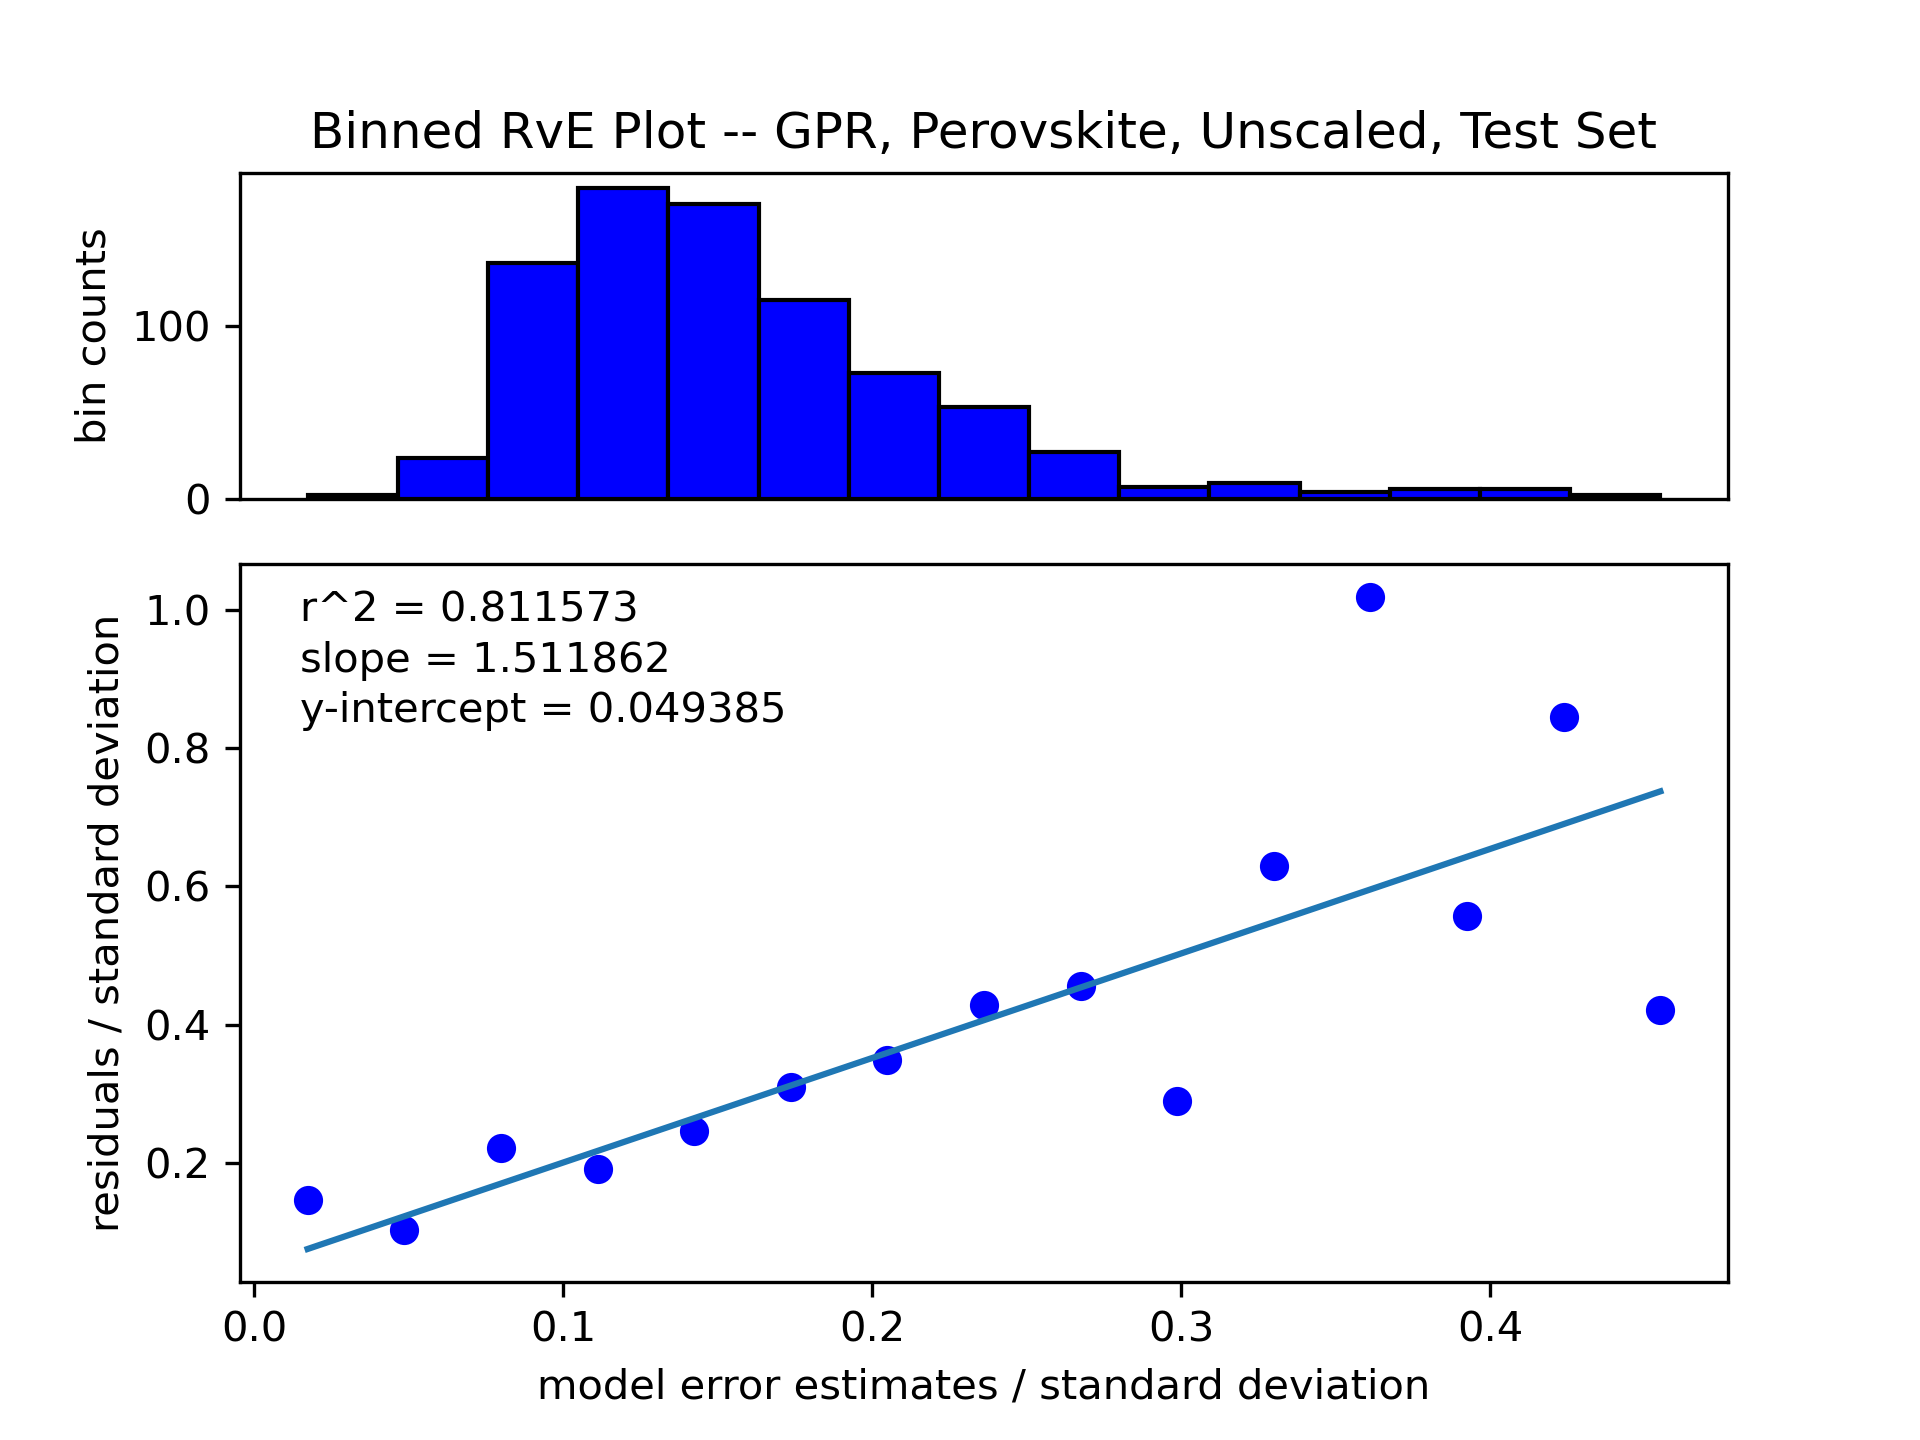 Binned RvE Plot -- GPR, Perovskite, Unscaled, Test Set
bin counts
100
0
r^2 = 0.811573
slope = 1.511862
y-intercept = 0.049385
residuals / standard deviation
1.0
0.8
0.6
0.4
0.2
0.0 0.1 0.2 0.3 0.4
model error estimates / standard deviation